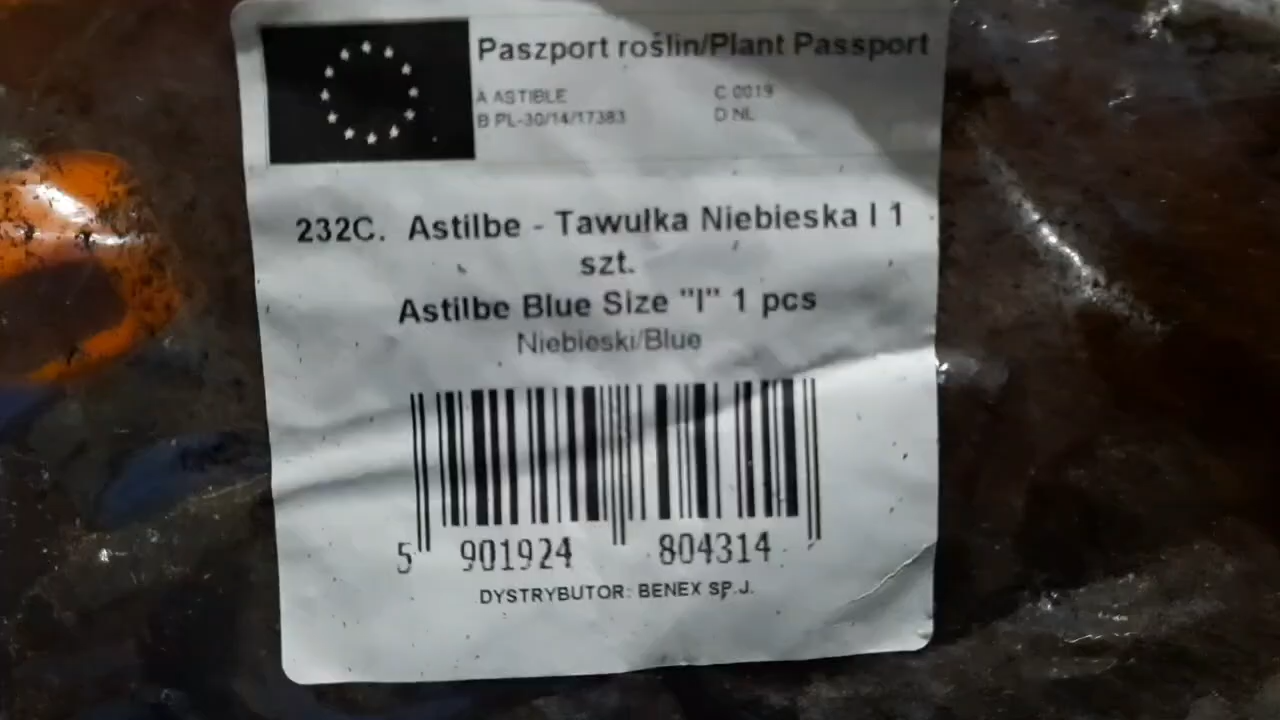 Paszport roślin/Plant Passport
A ASTIBLE C 0019
B PL-30/14/17383 D NL
232C. Astilbe - Tawułka Niebieska I 1
szt.
Astilbe Blue Size "I" 1 pcs
Niebieski/Blue
5 901924 804314
DYSTRYBUTOR: BENEX SP.J.